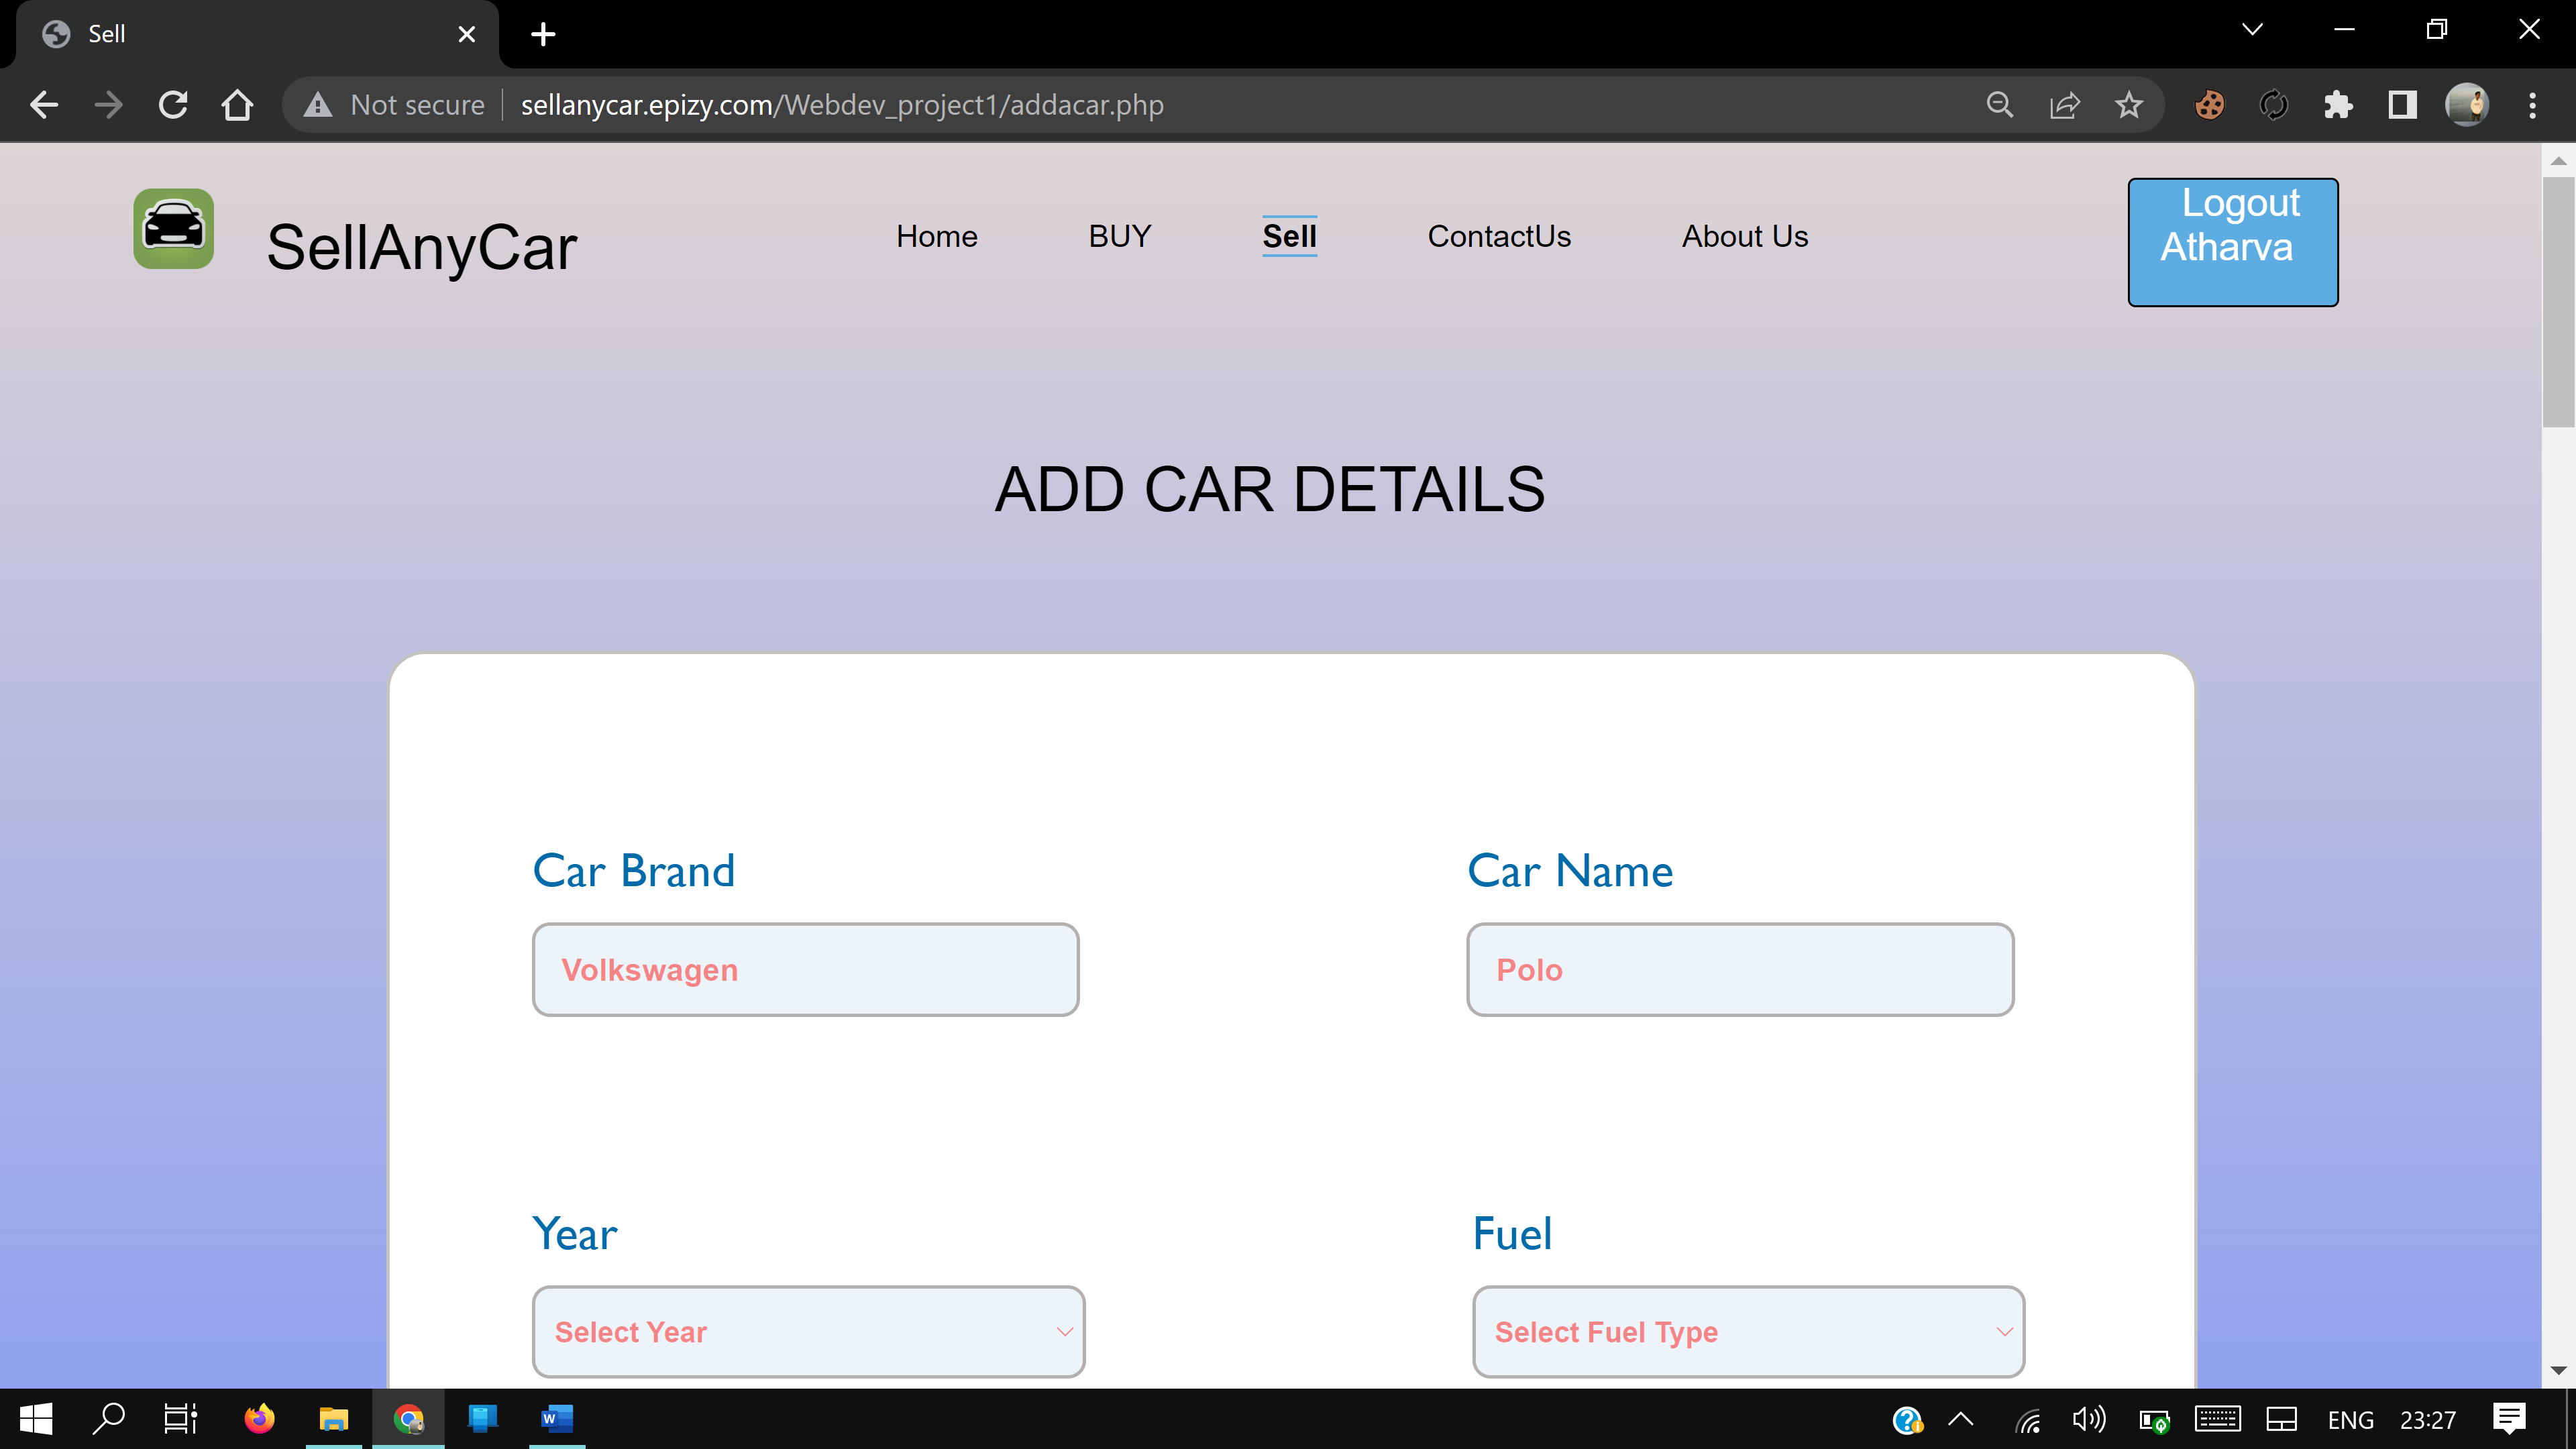 Sell
Not secure sellanycar.epizy.com/Webdev_project1/addacar.php
SellAnyCar
Home BUY Sell ContactUs About Us
Logout
Atharva
ADD CAR DETAILS
Car Brand Car Name
Volkswagen Polo
Year Fuel
Select Year Select Fuel Type
W ENG 23:27